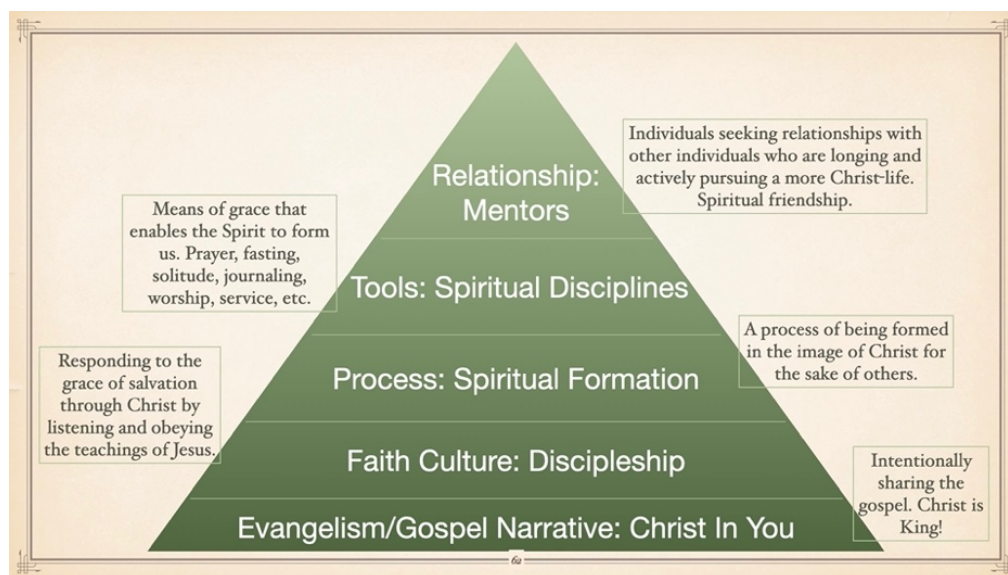 Relationship:
Mentors
Individuals seeking relationships with
other individuals who are longing and
actively pursuing a more Christ-life.
Spiritual friendship.
Means of grace that
enables the Spirit to form
us. Prayer, fasting,
solitude, journaling,
worship, service, etc.
Tools: Spiritual Disciplines
A process of being formed
in the image of Christ for
the sake of others.
Process: Spiritual Formation
Responding to the
grace of salvation
through Christ by
listening and obeying
the teachings of Jesus.
Faith Culture: Discipleship
Intentionally
sharing the
gospel. Christ is
King!
Evangelism/Gospel Narrative: Christ In You